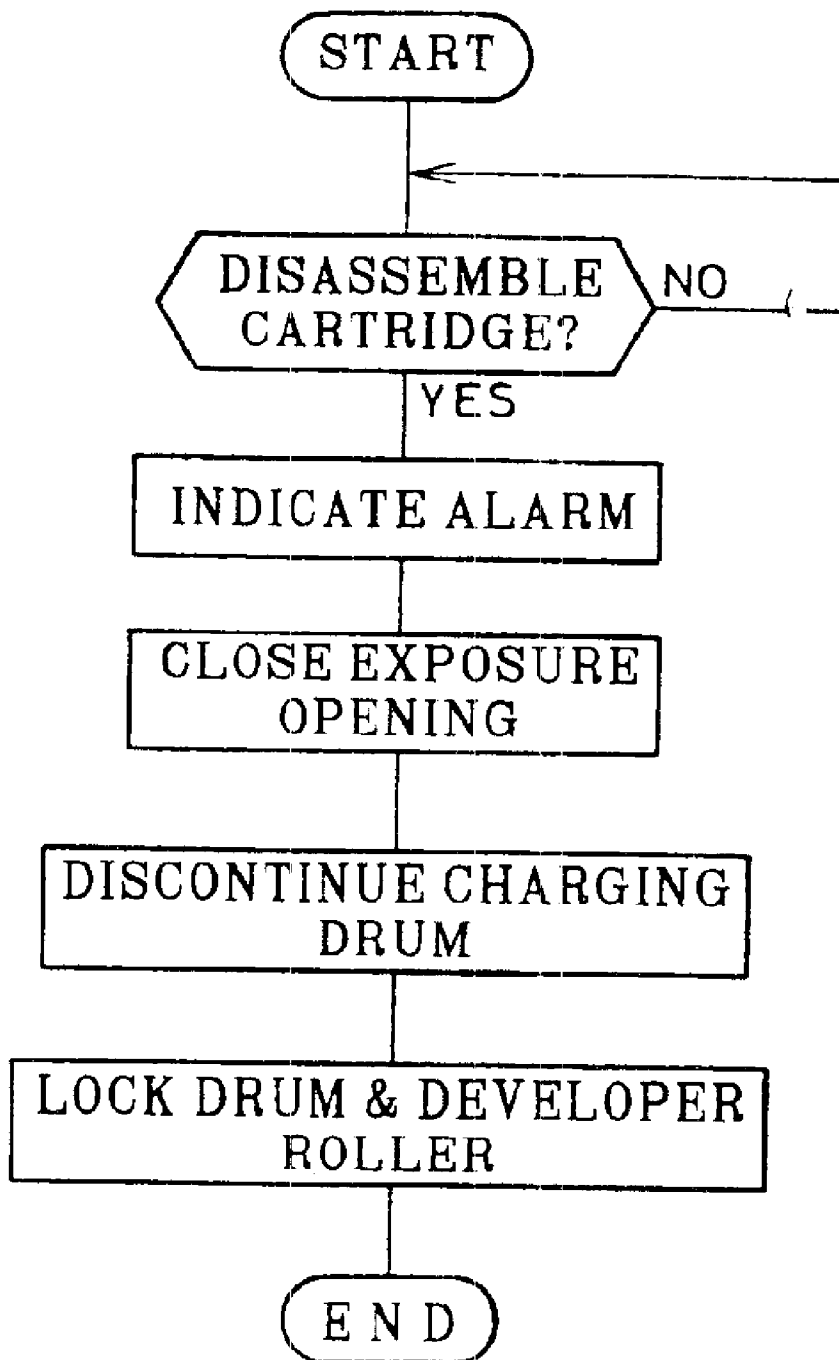 START
DISASSEMBLE
CARTRIDGE?
NO
YES
INDICATE ALARM
CLOSE EXPOSURE
OPENING
DISCONTINUE CHARGING
DRUM
LOCK DRUM & DEVELOPER
ROLLER
END